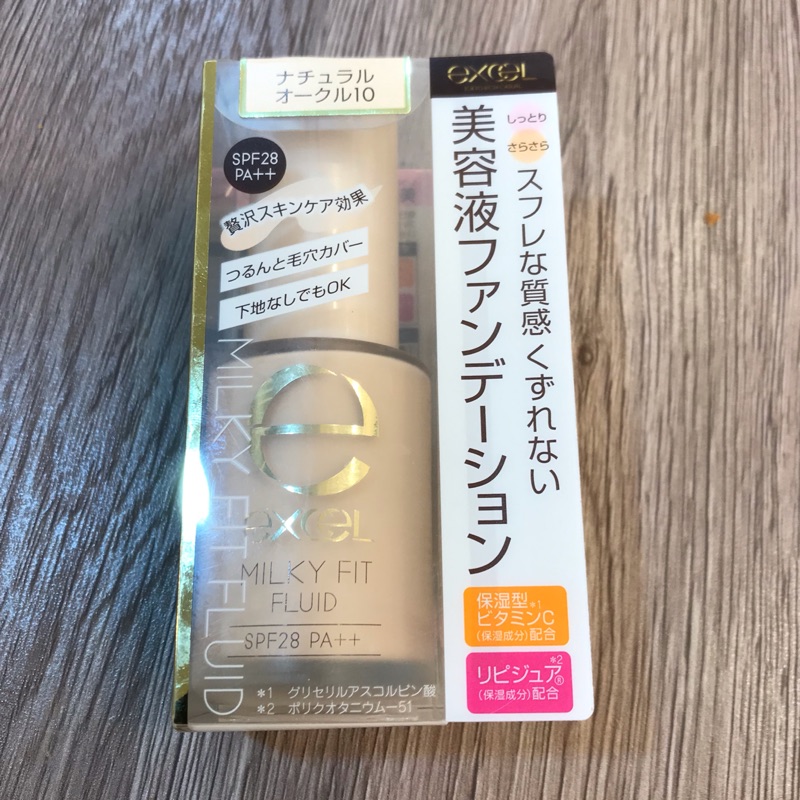 ナチュラル
オークル10
SPF28
PA++
贅沢スキンケア効果
つるんと毛穴カバー
下地なしでもOK
MILKY FIT FLUID
e
excel
MILKY FIT
FLUID
SPF28 PA++
*1 グリセリルアスコルビン酸
*2 ポリクオタニウム-51
excel
しっとり
さらさら
スフレな質感 くずれない
美容液ファンデーション
保湿型*1
ビタミンC
(保湿成分)配合
リピジュア®*2
(保湿成分)配合